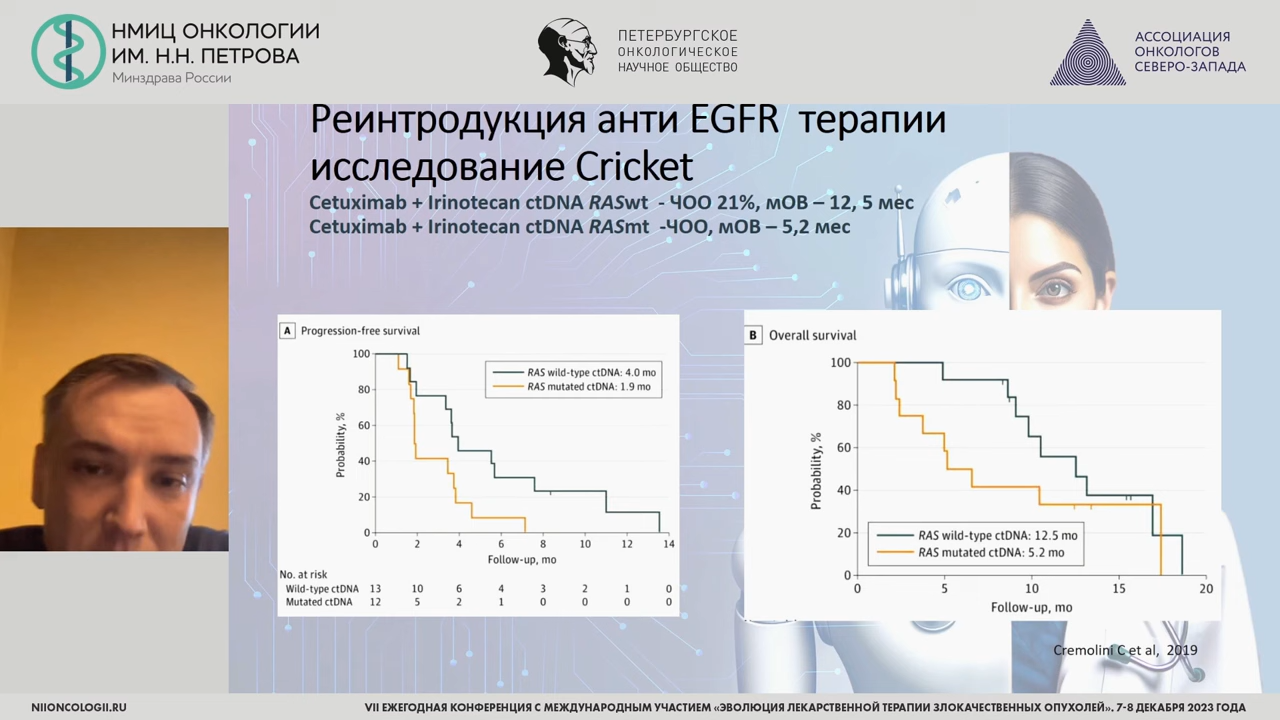 НМИЦ ОНКОЛОГИИ
ИМ. Н.Н. ПЕТРОВА
Минздрава России
ПЕТЕРБУРГСКОЕ
ОНКОЛОГИЧЕСКОЕ
НАУЧНОЕ ОБЩЕСТВО
АССОЦИАЦИЯ
ОНКОЛОГОВ
СЕВЕРО-ЗАПАДА
Реинтродукция анти EGFR терапии
исследование Cricket
Cetuximab + Irinotecan ctDNA RASwt - ЧОО 21%, мОВ – 12, 5 мес
Cetuximab + Irinotecan ctDNA RASmt -ЧОО, мОВ – 5,2 мес
A Progression-free survival
Probability, %
100
80
60
40
20
0
RAS wild-type ctDNA: 4.0 mo
RAS mutated ctDNA: 1.9 mo
0 2 4 6 8 10 12 14
Follow-up, mo
No. at risk
Wild-type ctDNA 13 10 6 4 3 2 1 0
Mutated ctDNA 12 5 2 1 0 0 0 0
B Overall survival
Probability, %
100
80
60
40
20
0
RAS wild-type ctDNA: 12.5 mo
RAS mutated ctDNA: 5.2 mo
0 5 10 15 20
Follow-up, mo
Cremolini C et al, 2019
NIIONCOLOGII.RU
VII ЕЖЕГОДНАЯ КОНФЕРЕНЦИЯ С МЕЖДУНАРОДНЫМ УЧАСТИЕМ «ЭВОЛЮЦИЯ ЛЕКАРСТВЕННОЙ ТЕРАПИИ ЗЛОКАЧЕСТВЕННЫХ ОПУХОЛЕЙ». 7-8 ДЕКАБРЯ 2023 ГОДА